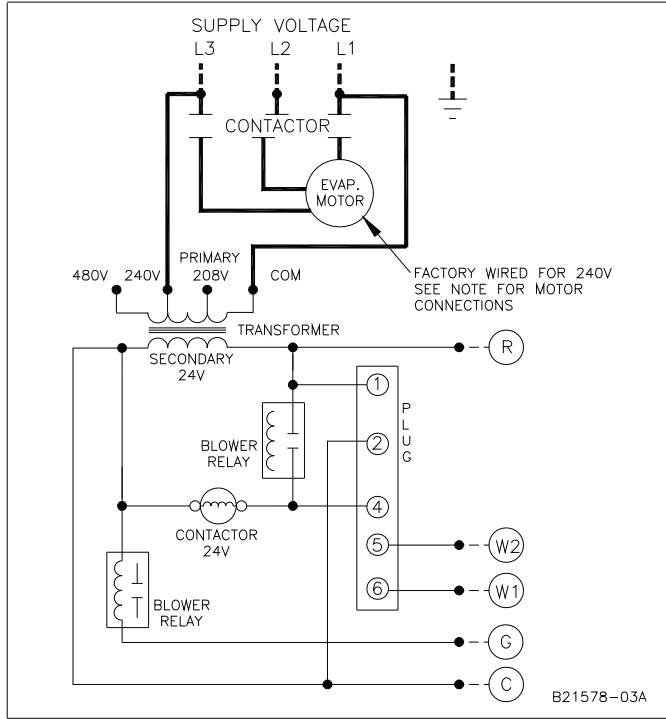 SUPPLY VOLTAGE
L3 L2 L1
CONTACTOR
EVAP.
MOTOR
PRIMARY
480V 240V 208V COM
FACTORY WIRED FOR 240V
SEE NOTE FOR MOTOR
CONNECTIONS
TRANSFORMER
SECONDARY
24V
R
1
PLUG
2
BLOWER
RELAY
4
CONTACTOR
24V
5
W2
6
W1
BLOWER
RELAY
G
C
B21578-03A